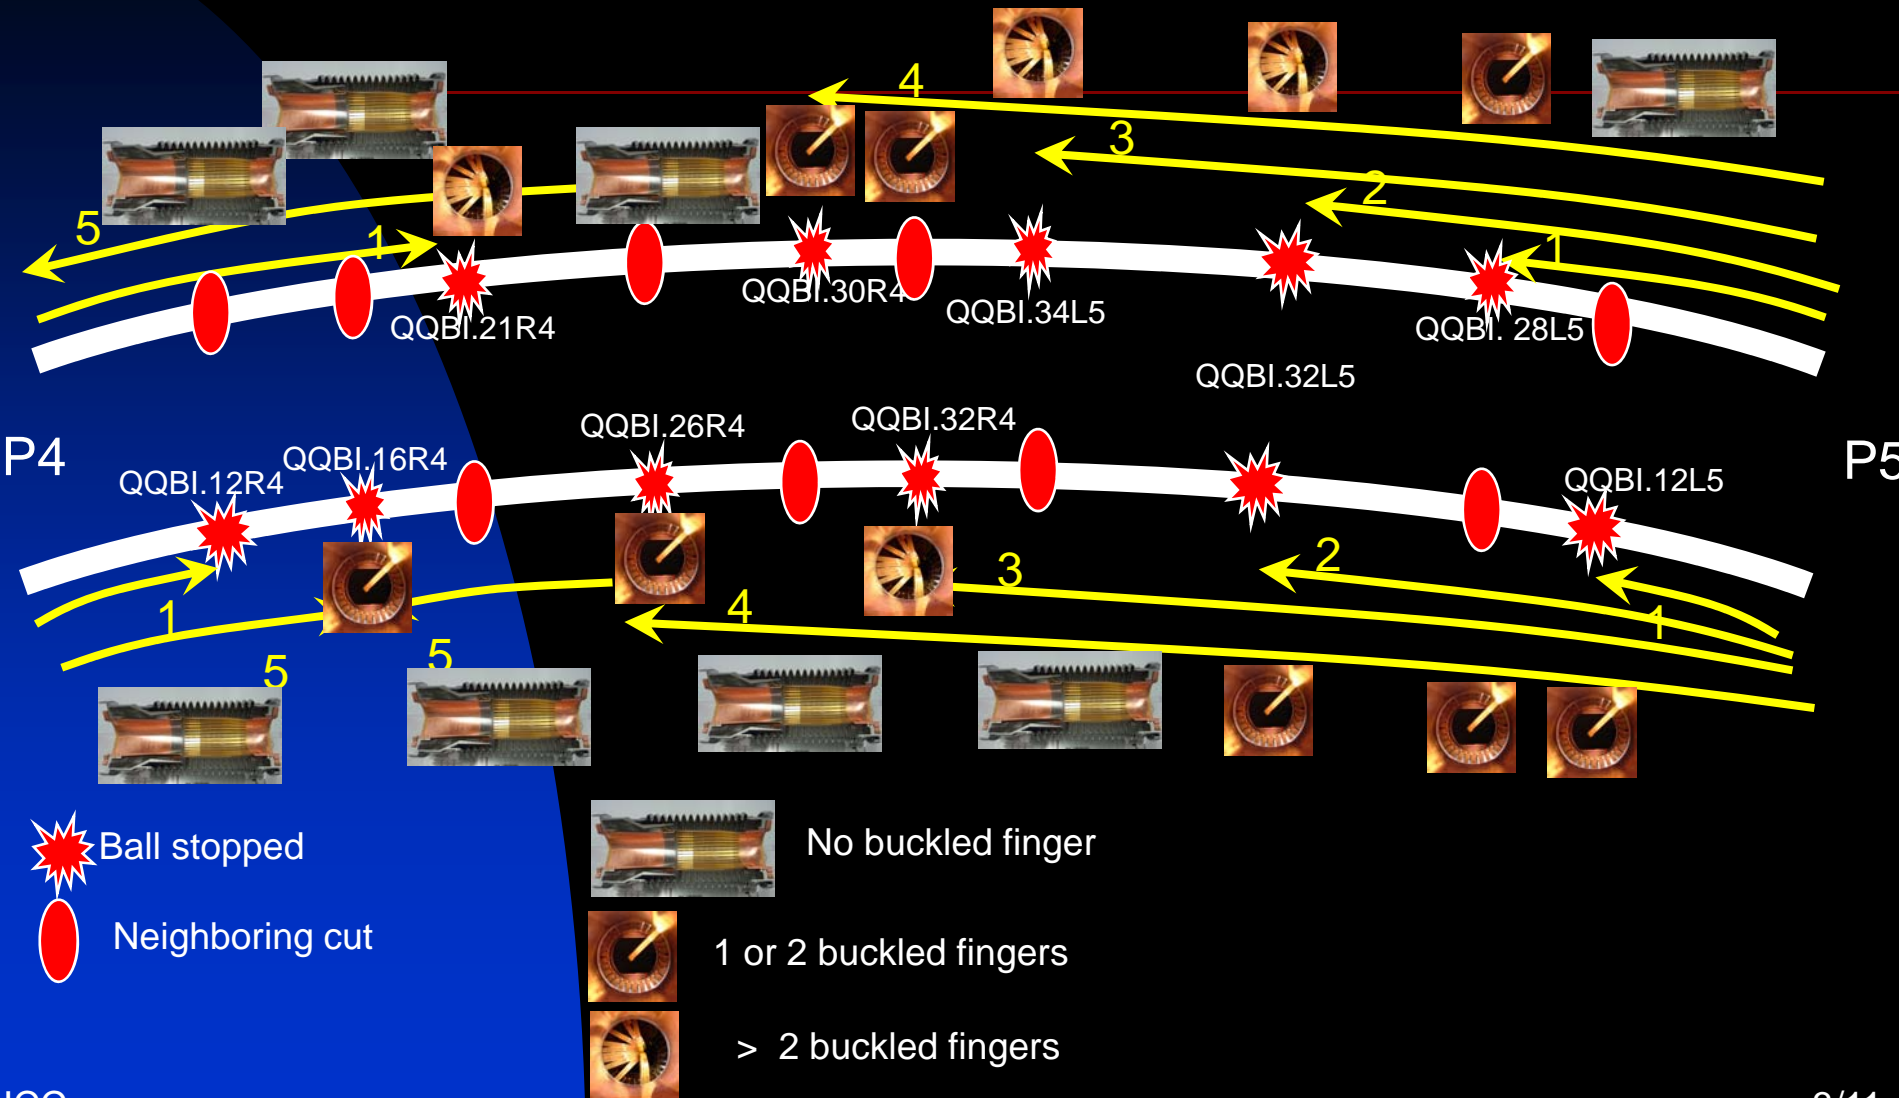 4
3
2
1
5
1
QQBI.30R4
QQBI.34L5
QQBI.21R4
QQBI. 28L5
QQBI.32L5
QQBI.26R4
QQBI.32R4
P4
P5
QQBI.16R4
QQBI.12R4
QQBI.12L5
3
2
1
4
1
5
5
Ball stopped
No buckled finger
Neighboring cut
1 or 2 buckled fingers
> 2 buckled fingers